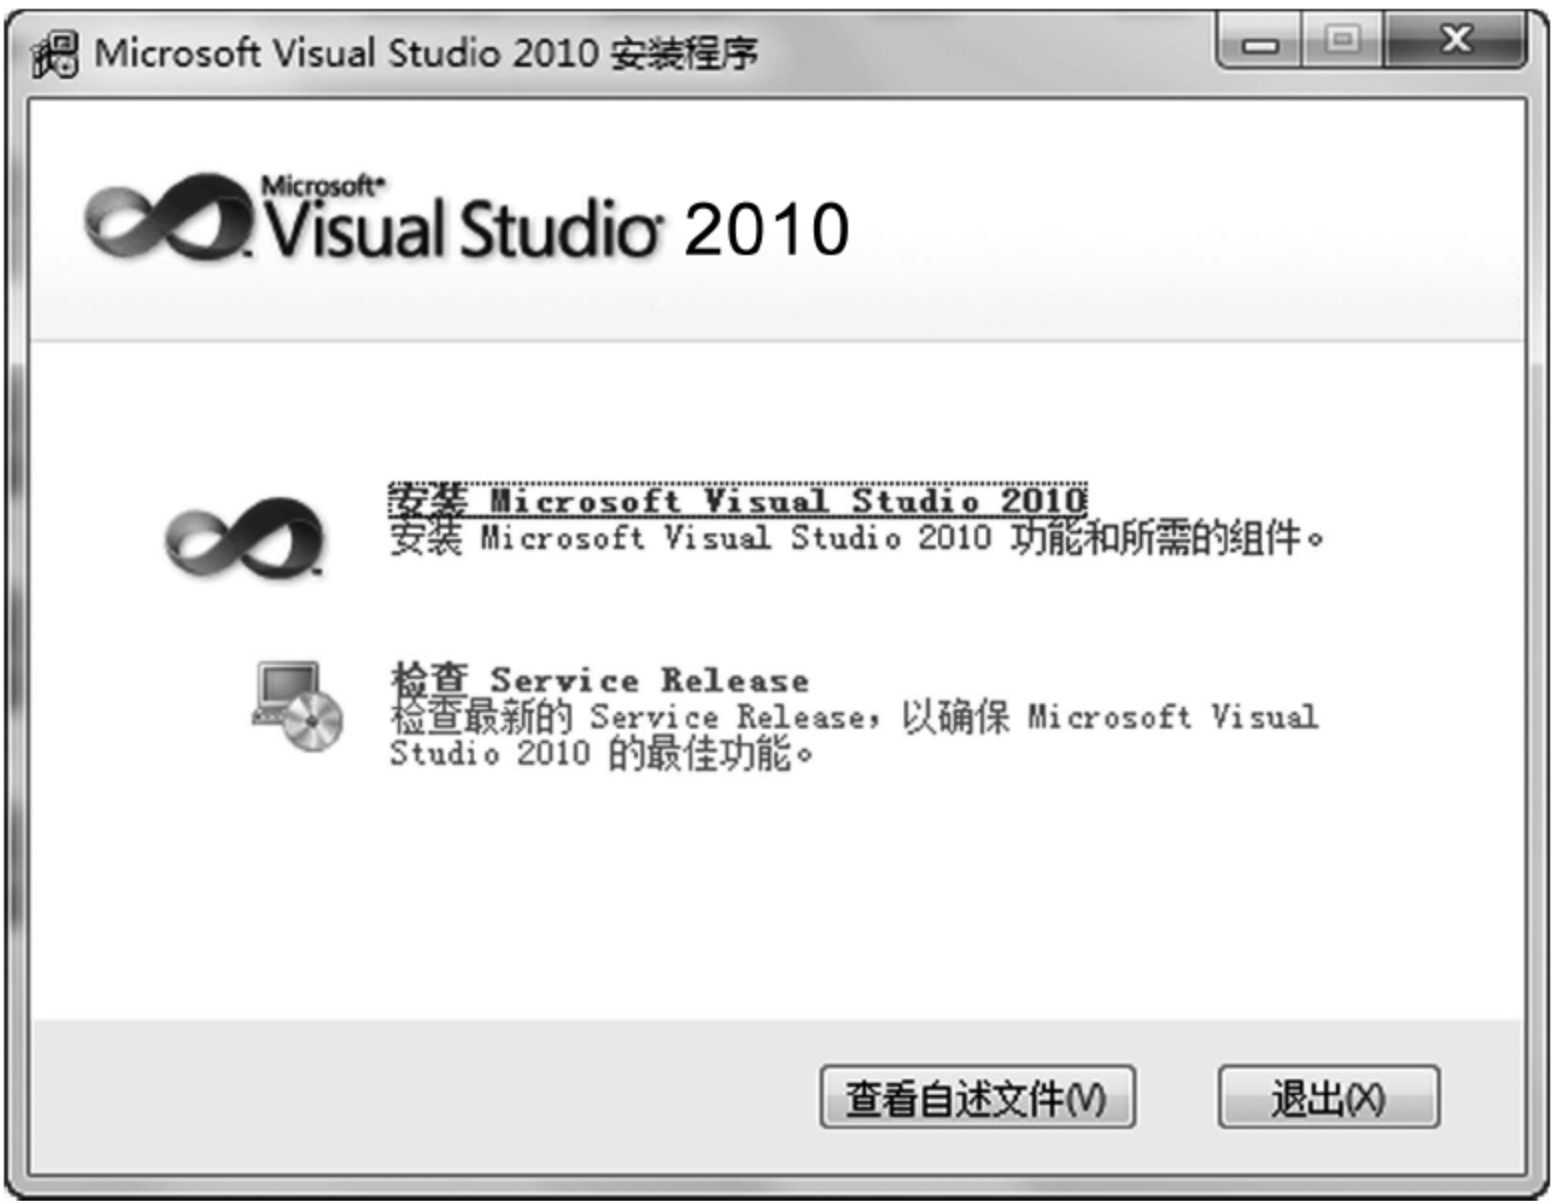 Microsoft Visual Studio 2010 安装程序
Microsoft
Visual Studio 2010
安装 Microsoft Visual Studio 2010
安装 Microsoft Visual Studio 2010 功能和所需的组件。
检查 Service Release
检查最新的 Service Release，以确保 Microsoft Visual
Studio 2010 的最佳功能。
查看自述文件(V)
退出(X)